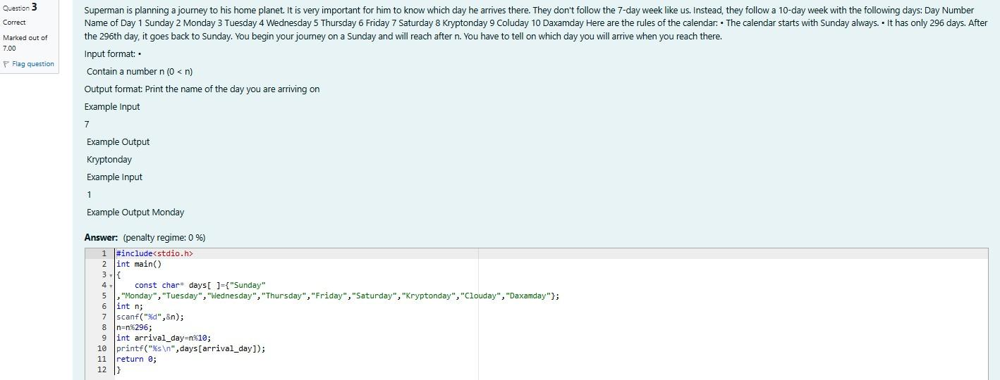 Question 3
Correct
Marked out of
7.00
Flag question
Superman is planning a journey to his home planet. It is very important for him to know which day he arrives there. They don't follow the 7-day week like us. Instead, they follow a 10-day week with the following days: Day Number
Name of Day 1 Sunday 2 Monday 3 Tuesday 4 Wednesday 5 Thursday 6 Friday 7 Saturday 8 Kryptonday 9 Coluday 10 Daxamday Here are the rules of the calendar: • The calendar starts with Sunday always. • It has only 296 days. After
the 296th day, it goes back to Sunday. You begin your journey on a Sunday and will reach after n. You have to tell on which day you will arrive when you reach there.
Input format: •
Contain a number n (0 < n)
Output format: Print the name of the day you are arriving on
Example Input
7
Example Output
Kryptonday
Example Input
1
Example Output Monday
Answer: (penalty regime: 0 %)
1 #include<stdio.h>
2 int main()
3 {
4 const char* days[ ]={"Sunday"
5 ,"Monday","Tuesday","Wednesday","Thursday","Friday","Saturday","Kryptonday","Clouday","Daxamday"};
6 int n;
7 scanf("%d",&n);
8 n=n%296;
9 int arrival_day=n%10;
10 printf("%s\n",days[arrival_day]);
11 return 0;
12 }